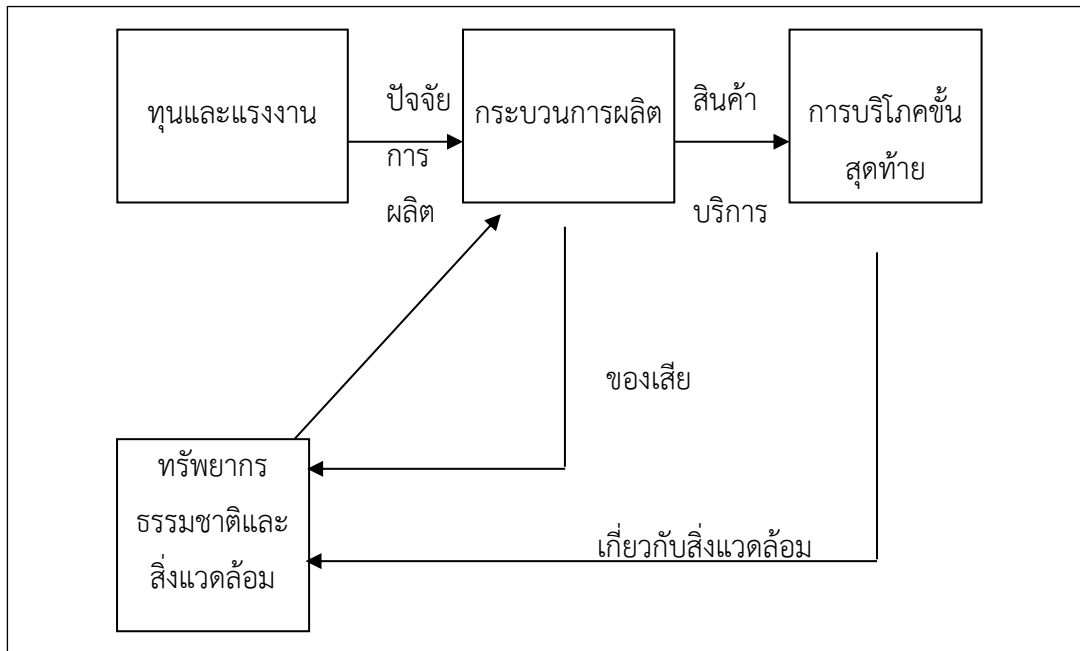 ทุนและแรงงาน
ปัจจัย
การ
ผลิต
กระบวนการผลิต
สินค้า
บริการ
การบริโภคขั้น
สุดท้าย
ของเสีย
ทรัพยากร
ธรรมชาติและ
สิ่งแวดล้อม
เกี่ยวกับสิ่งแวดล้อม